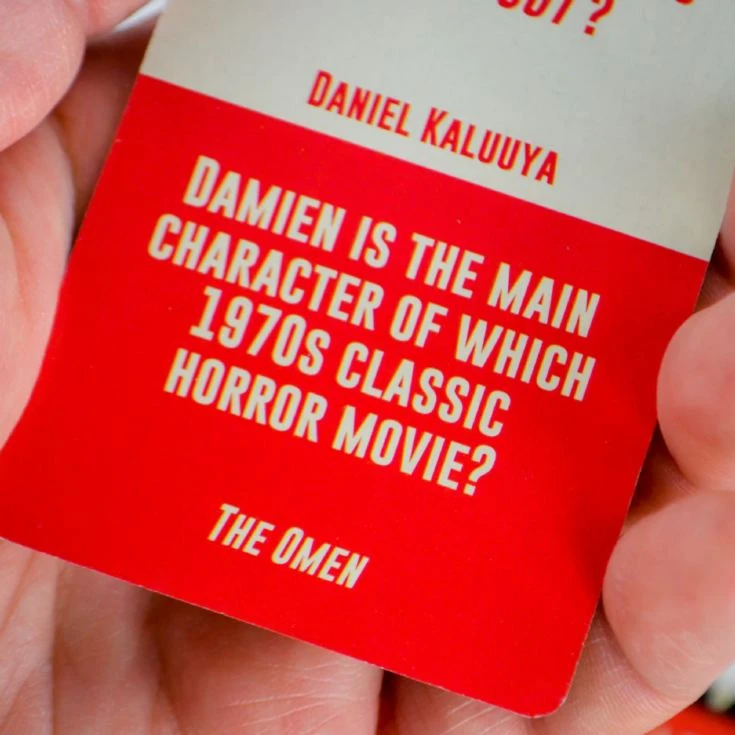 DANIEL KALUUYA
DAMIEN IS THE MAIN
CHARACTER OF WHICH
1970S CLASSIC
HORROR MOVIE?
THE OMEN